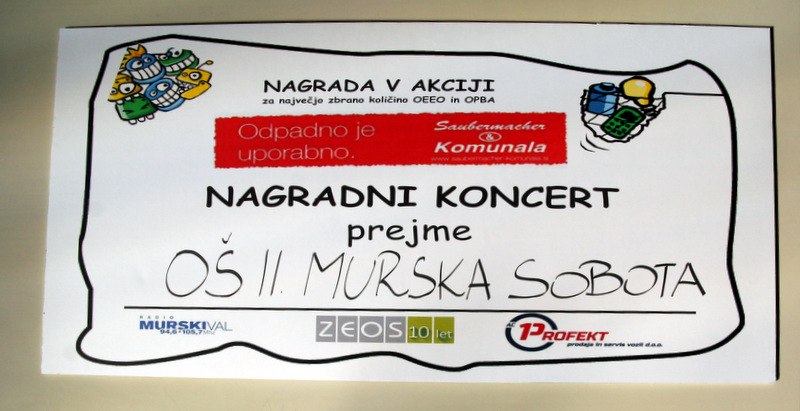 NAGRADA V AKCIJI
za največjo zbrano količino OEEO in OPBA
Odpadno je
uporabno.
Saubermacher
&
Komunala
www.saubermacher-komunala.si
NAGRADNI KONCERT
prejme
OŠ II. MURSKA SOBOTA
RADIO
MURSKI VAL
94,6 & 105,7 MHz
ZEOS 10 let
AC PROFEKT
prodaja in servis vozil d.o.o.